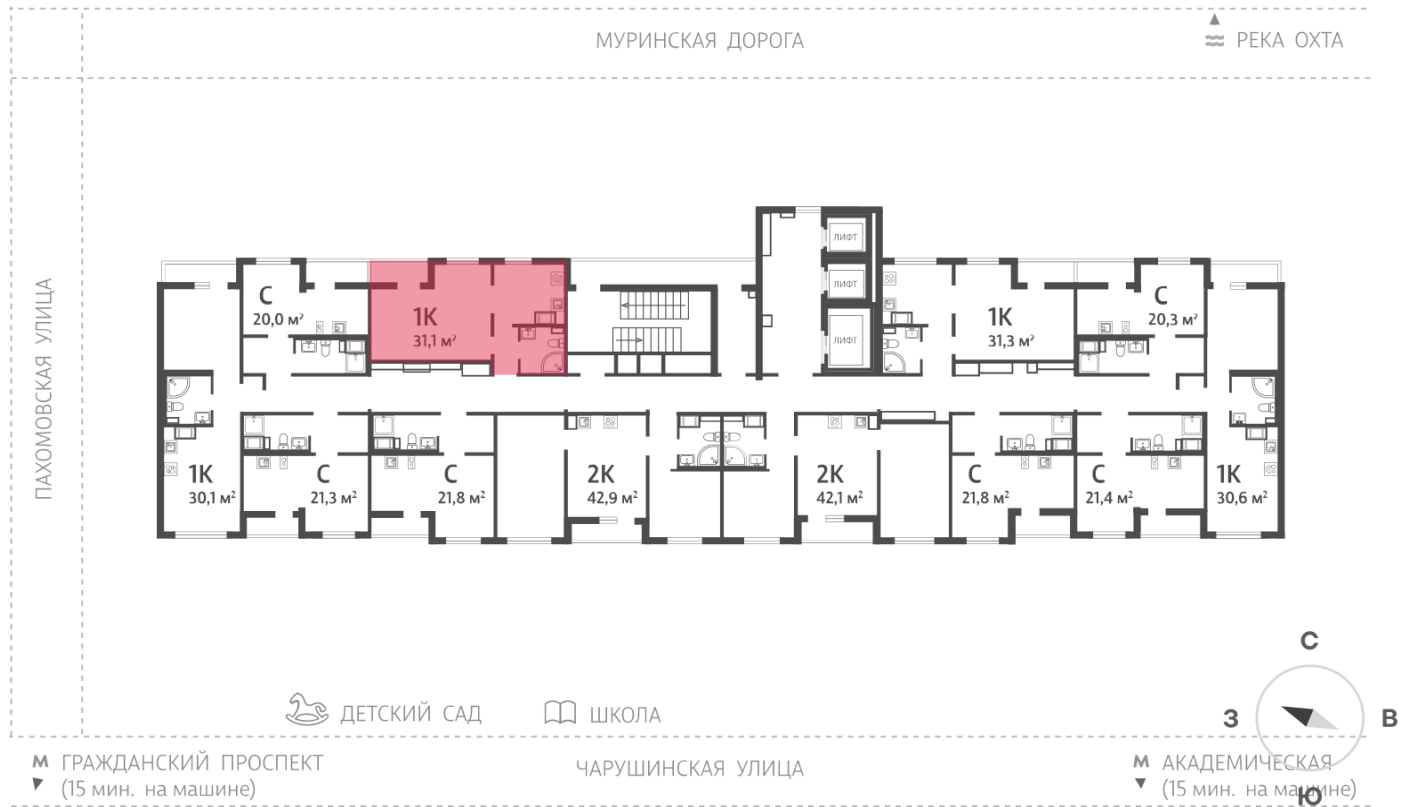 МУРИНСКАЯ ДОРОГА
РЕКА ОХТА
ПАХОМОВСКАЯ УЛИЦА
ЛИФТ
ЛИФТ
ЛИФТ
С
20,0 м²
1К
31,1 м²
1К
31,3 м²
С
20,3 м²
1К
30,1 м²
С
21,3 м²
С
21,8 м²
2К
42,9 м²
2К
42,1 м²
С
21,8 м²
С
21,4 м²
1К
30,6 м²
С
З
В
Ю
ДЕТСКИЙ САД
ШКОЛА
М ГРАЖДАНСКИЙ ПРОСПЕКТ
(15 мин. на машине)
ЧАРУШИНСКАЯ УЛИЦА
М АКАДЕМИЧЕСКАЯ
(15 мин. на машине)